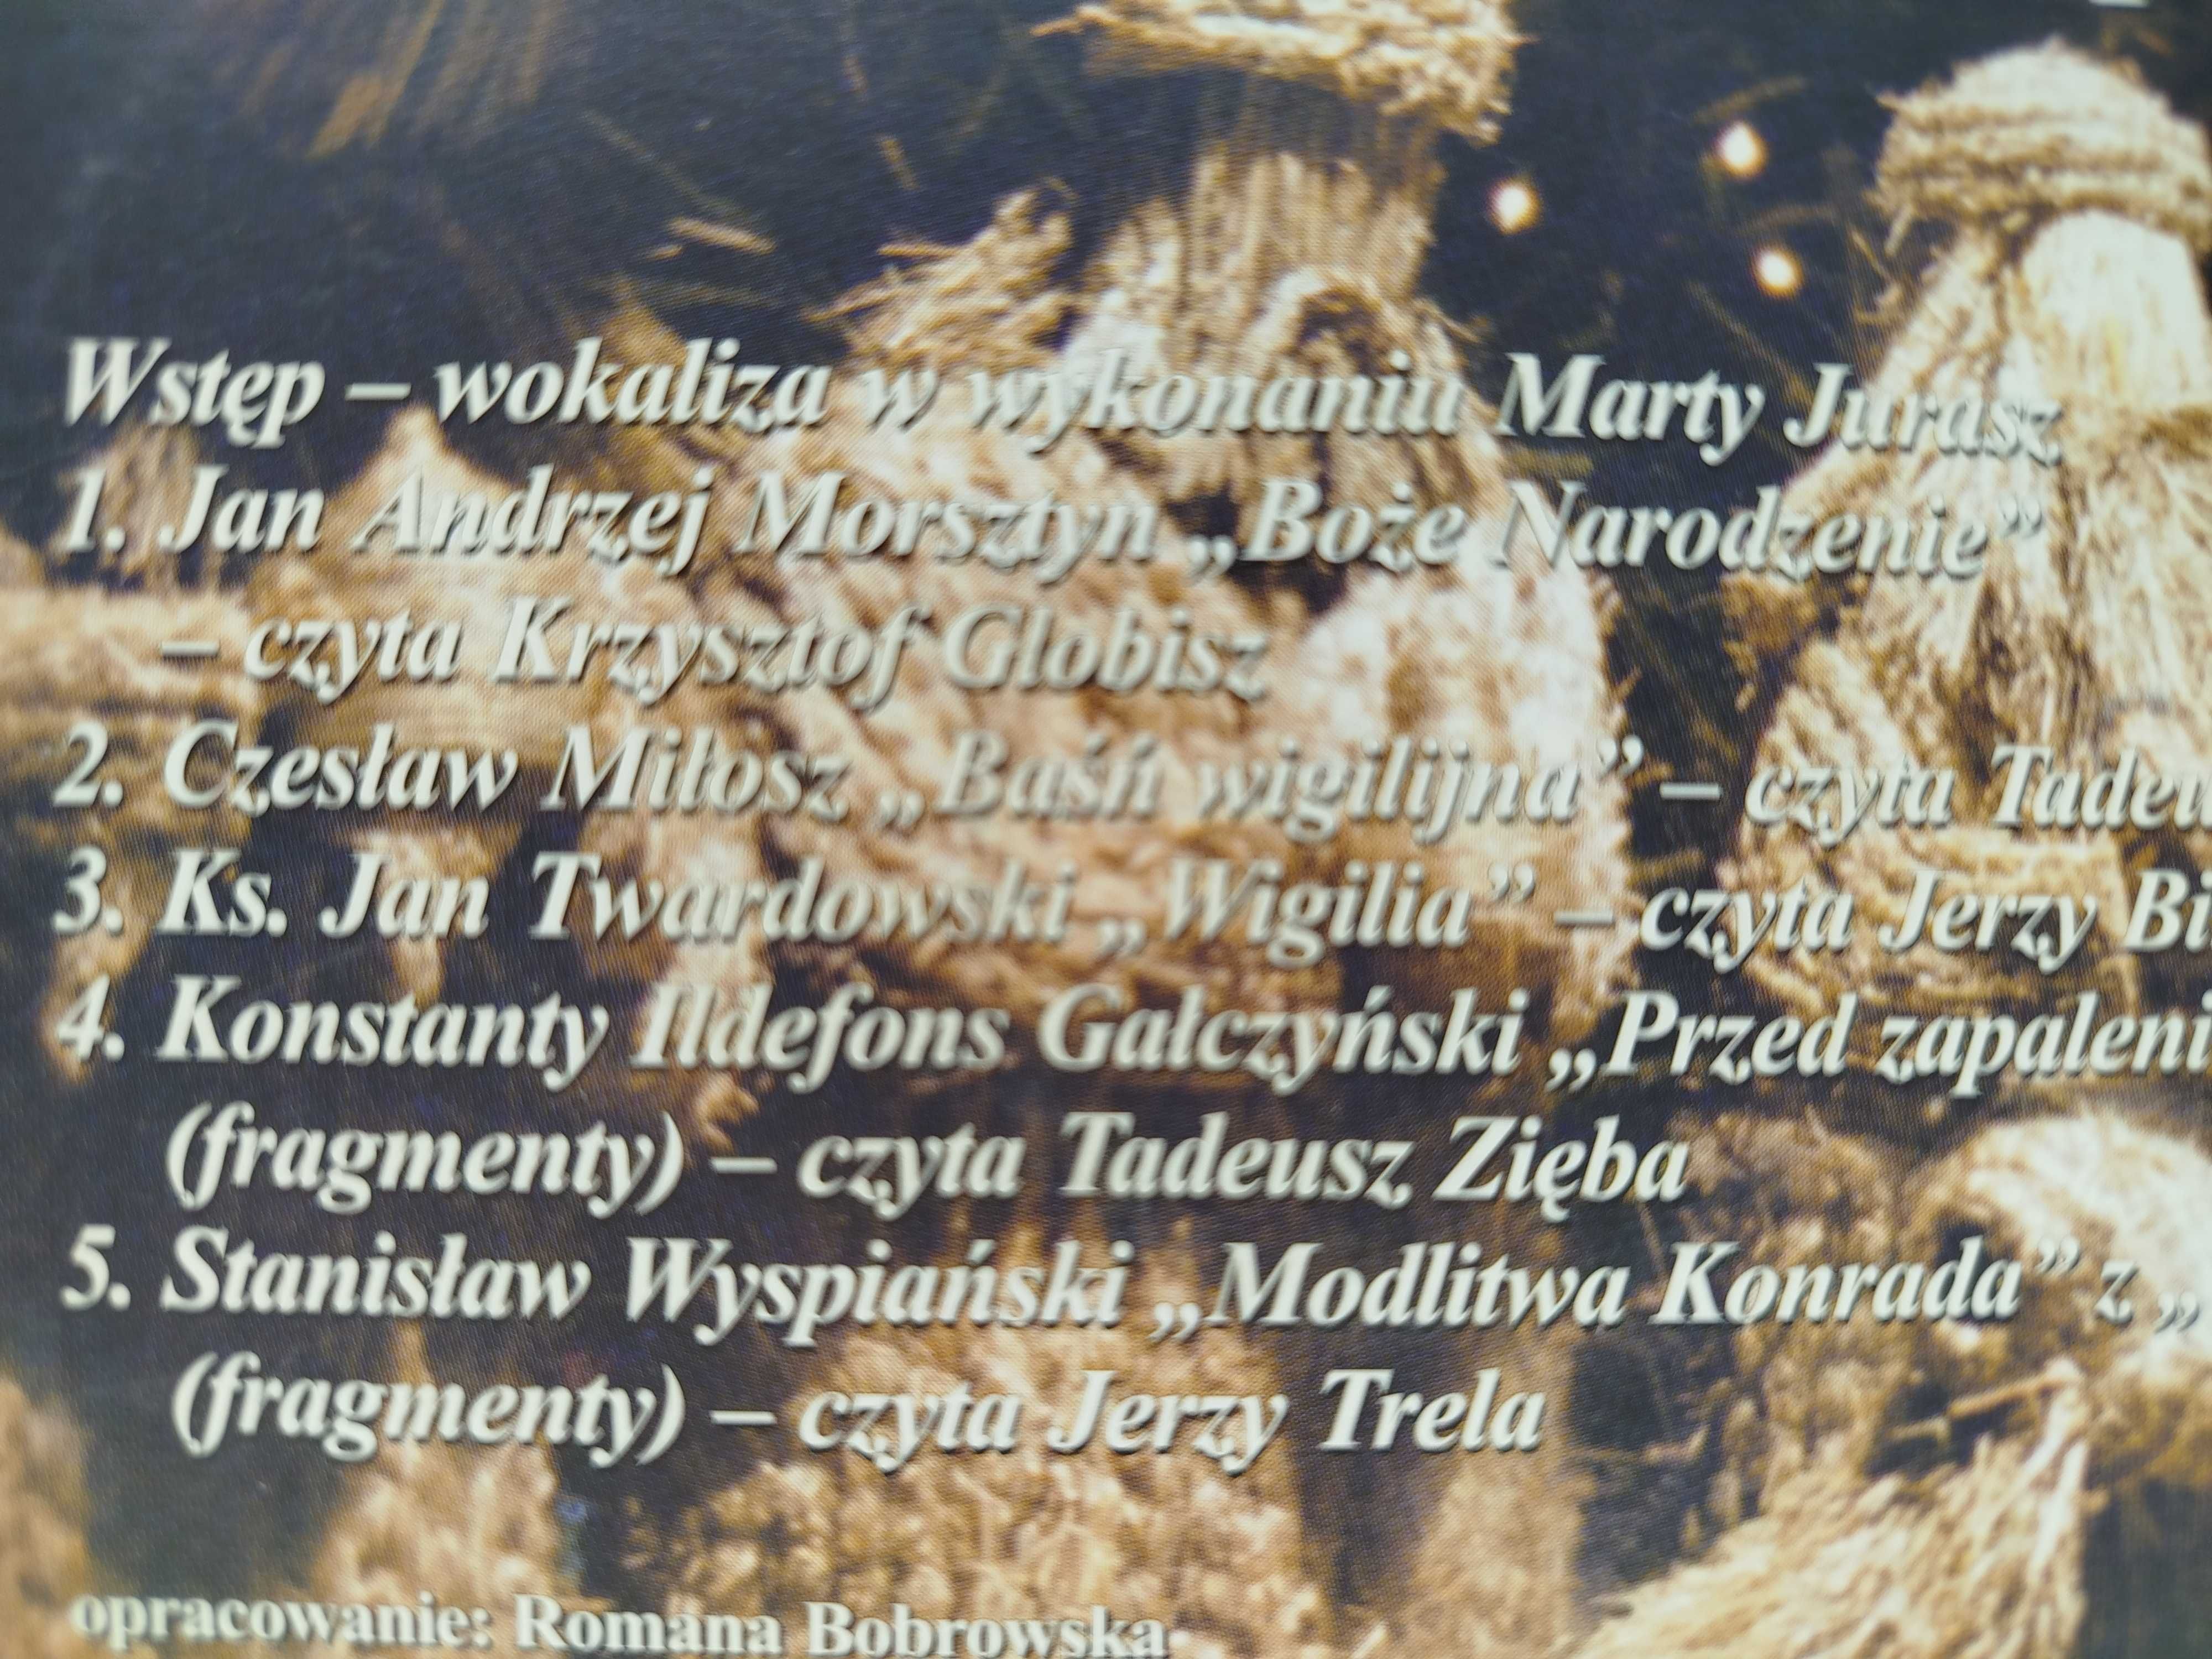 Wstęp – wokaliza w wykonaniu Marty Jurasz
1. Jan Andrzej Morsztyn „Boże Narodzenie”
– czyta Krzysztof Globisz
2. Czesław Miłosz „Baśń wigilijna” – czyta
3. Ks. Jan Twardowski „Wigilia” – czyta Jerzy
4. Konstanty Ildefons Gałczyński „Przed
(fragmenty) – czyta Tadeusz Zięba
5. Stanisław Wyspiański „Modlitwa Konrada” z „
(fragmenty) – czyta Jerzy Trela
opracowanie: Romana Bobrowska